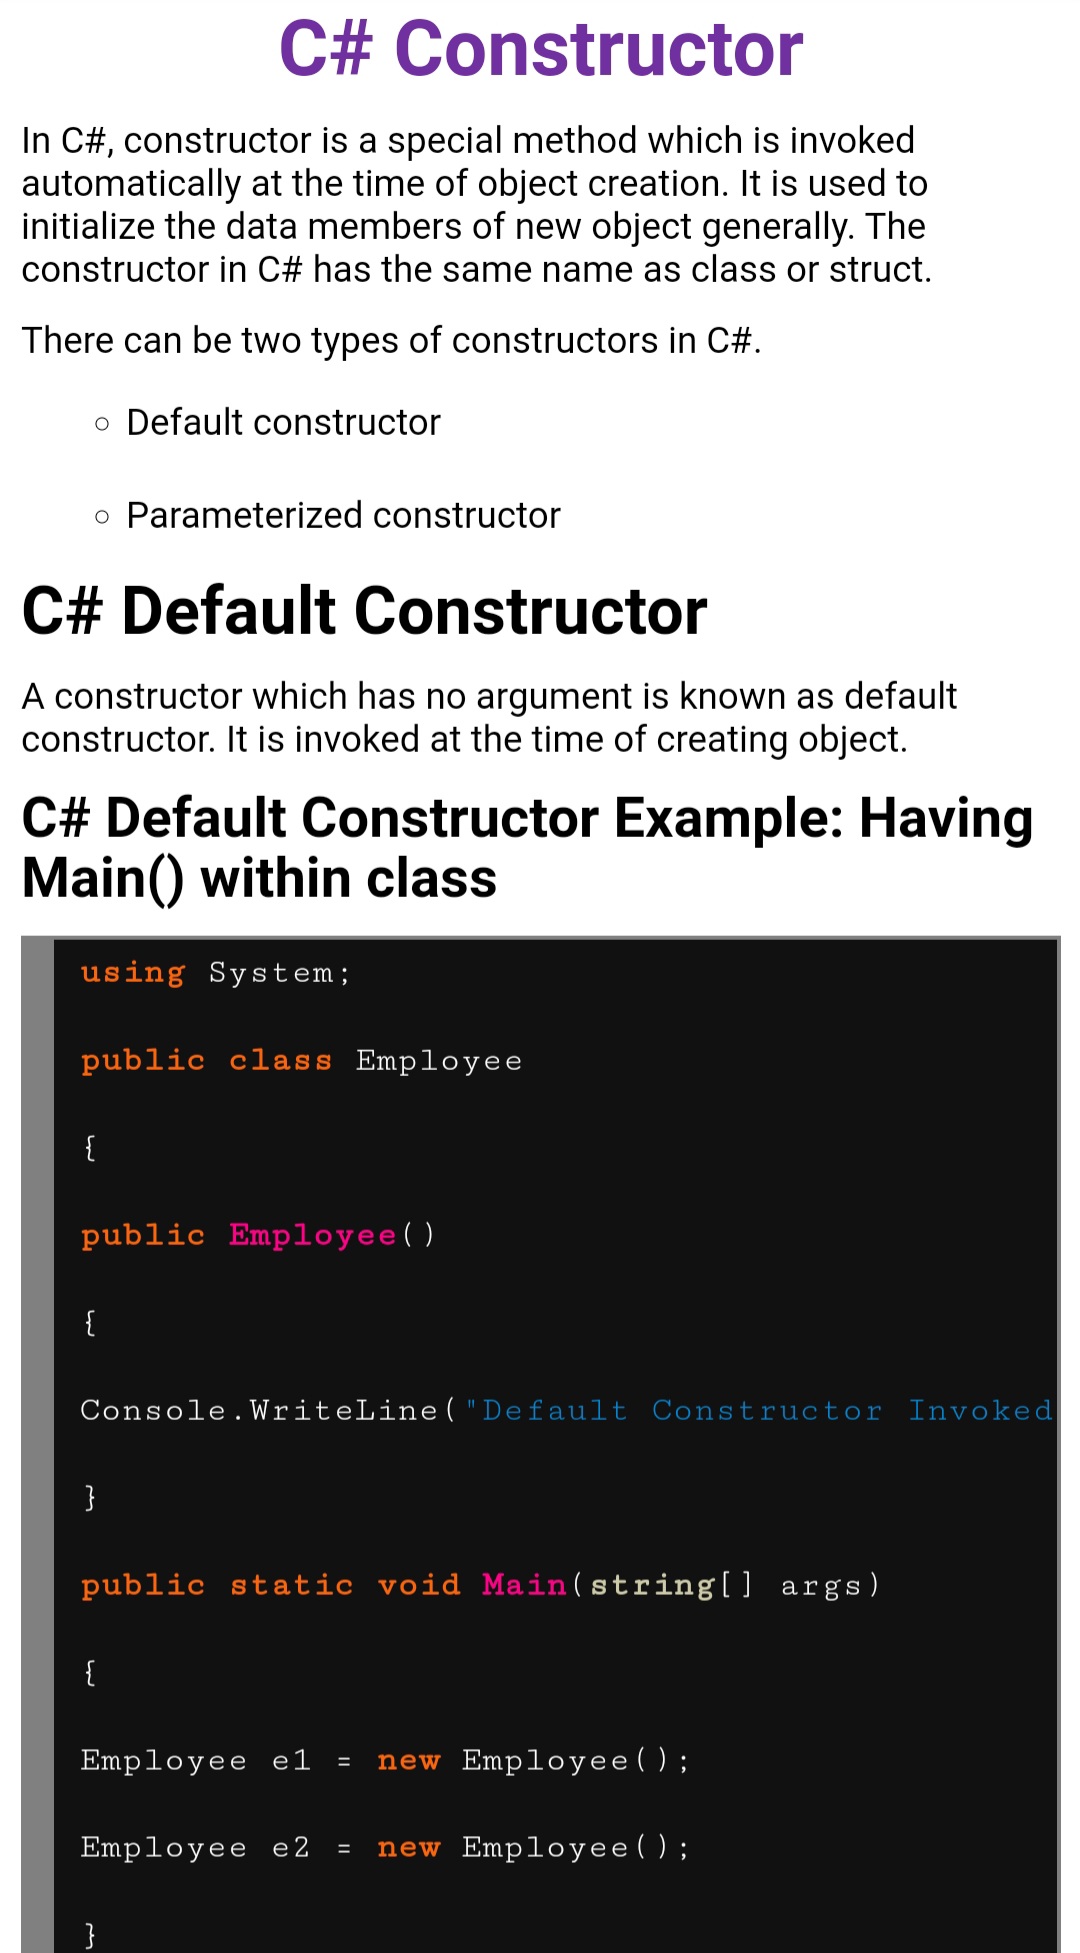 C# Constructor
In C#, constructor is a special method which is invoked
automatically at the time of object creation. It is used to
initialize the data members of new object generally. The
constructor in C# has the same name as class or struct.
There can be two types of constructors in C#.
Default constructor
Parameterized constructor
C# Default Constructor
A constructor which has no argument is known as default
constructor. It is invoked at the time of creating object.
C# Default Constructor Example: Having
Main() within class
using System;
public class Employee
{
public Employee()
{
Console.WriteLine("Default Constructor Invoked
}
public static void Main(string[] args)
{
Employee e1 = new Employee();
Employee e2 = new Employee();
}